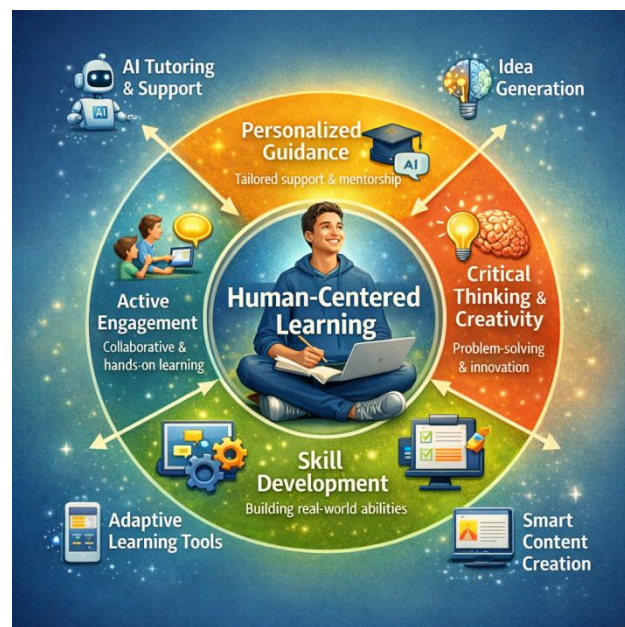 AI Tutoring
& Support
AI
Idea
Generation
Personalized
Guidance
AI
Tailored support & mentorship
Active
Engagement
Collaborative &
hands-on learning
Human-Centered
Learning
Critical
Thinking &
Creativity
Problem-solving
& innovation
Skill
Development
Building real-world abilities
Adaptive
Learning Tools
Smart
Content
Creation